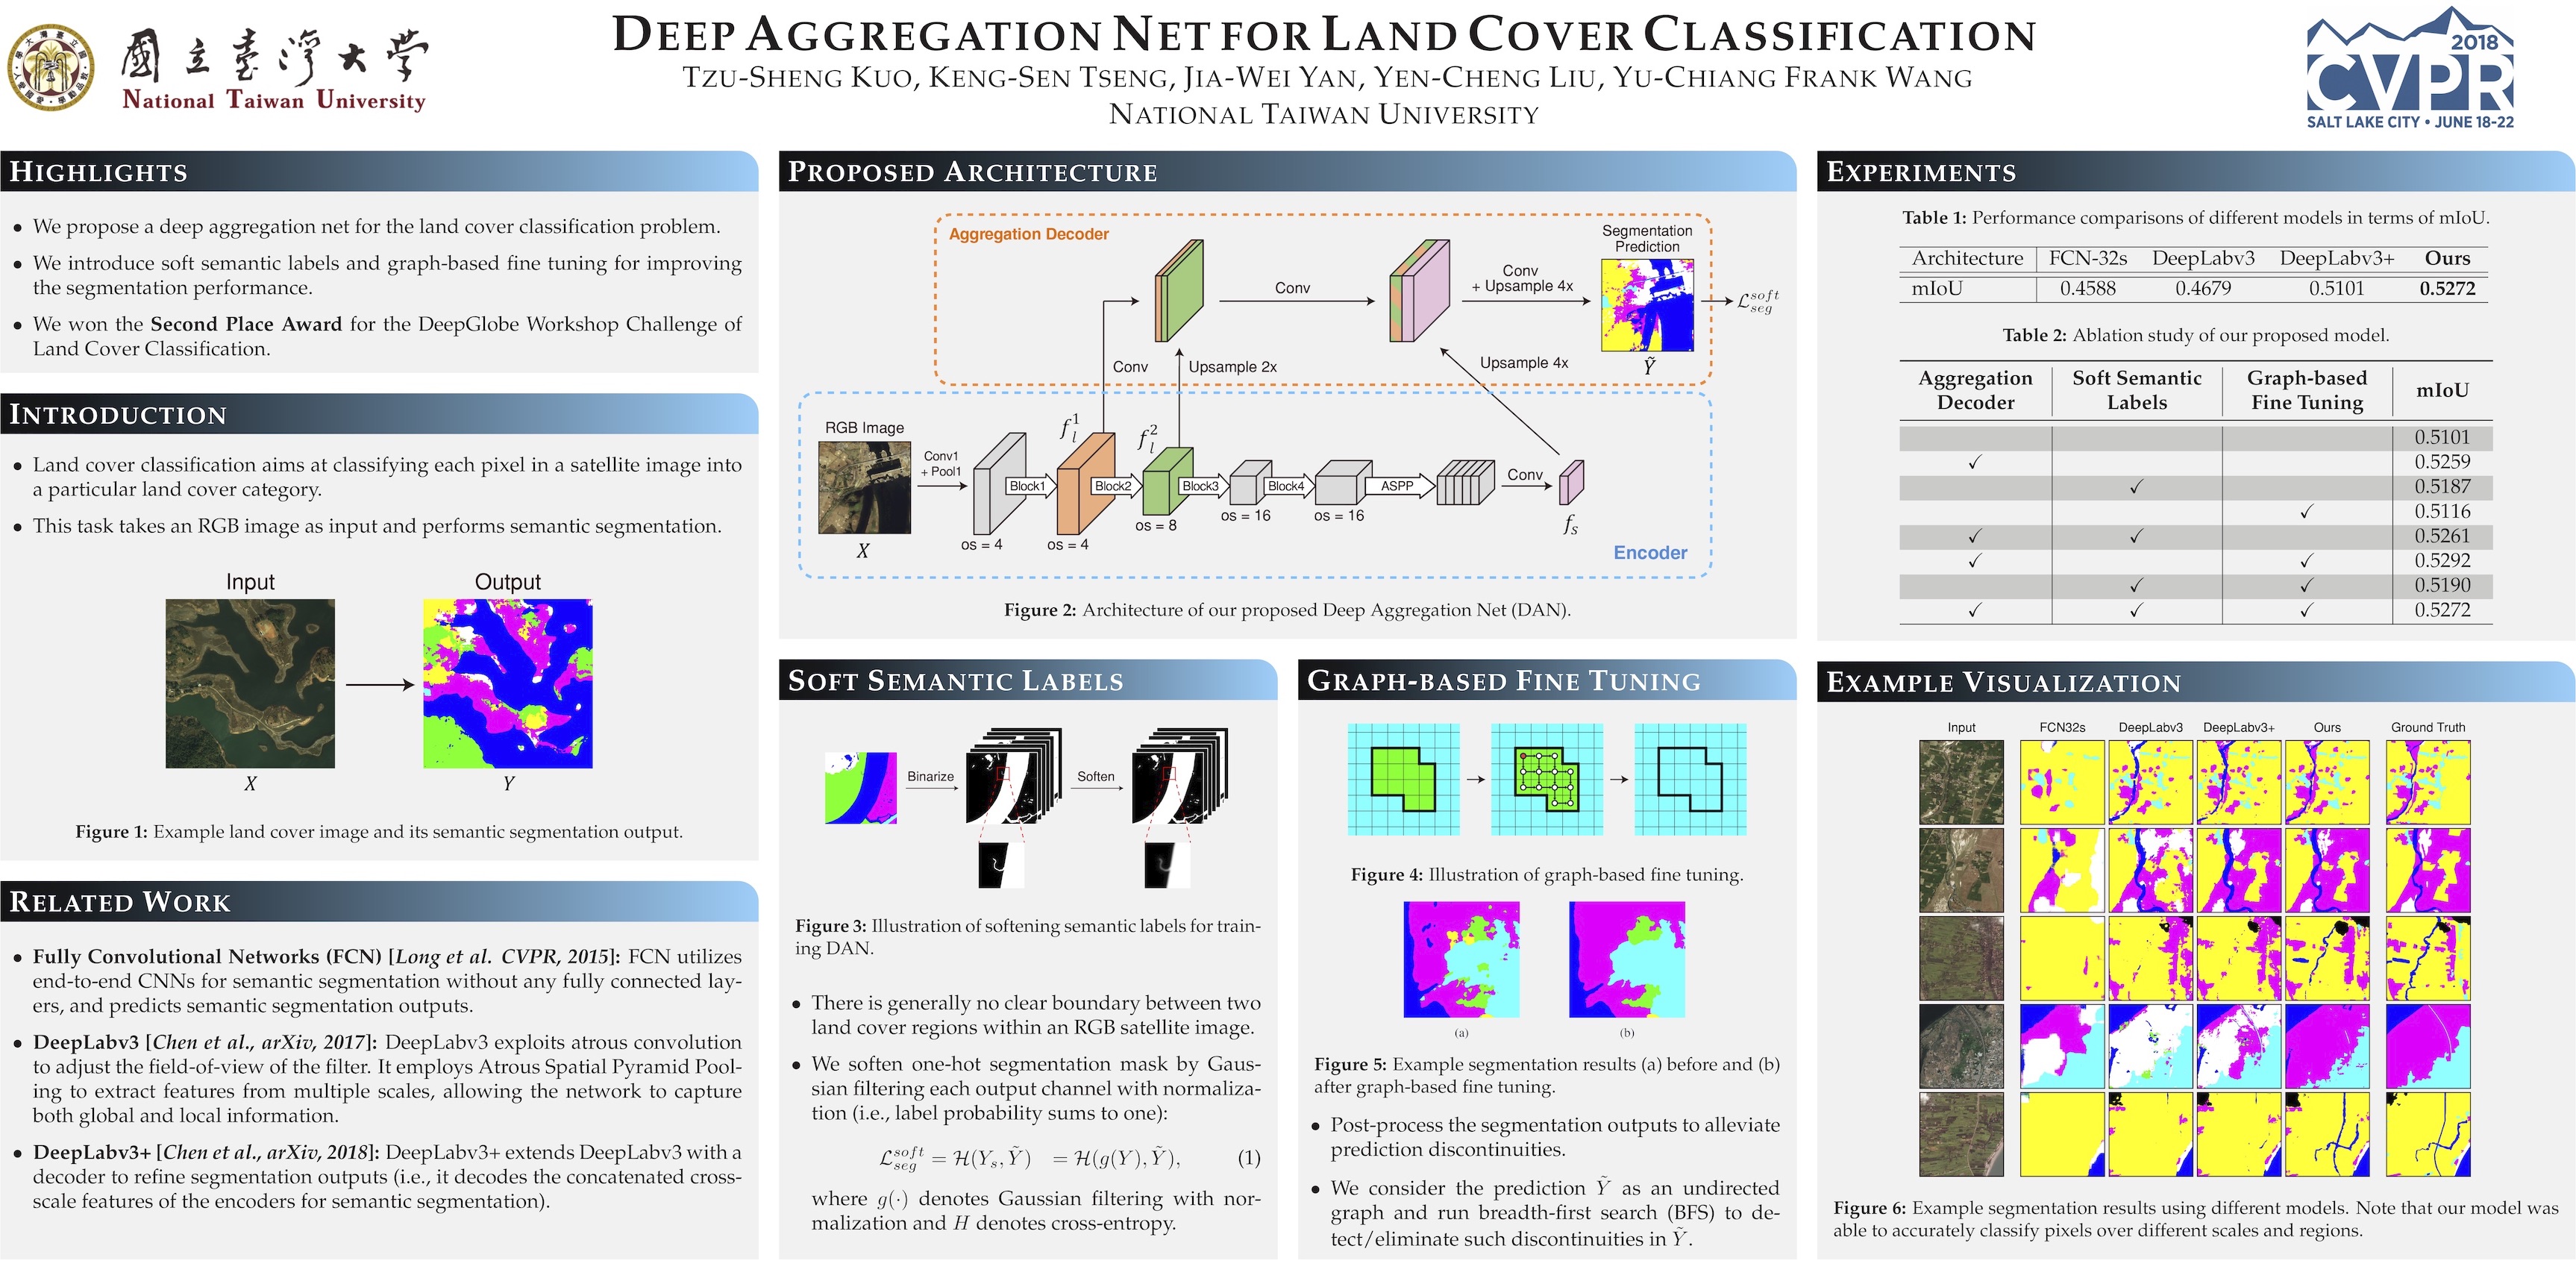 國立臺灣大學
National Taiwan University
DEEP AGGREGATION NET FOR LAND COVER CLASSIFICATION
TZU-SHENG KUO, KENG-SEN TSENG, JIA-WEI YAN, YEN-CHENG LIU, YU-CHIANG FRANK WANG
NATIONAL TAIWAN UNIVERSITY
2018
CVPR
SALT LAKE CITY • JUNE 18-22
HIGHLIGHTS
• We propose a deep aggregation net for the land cover classification problem.
• We introduce soft semantic labels and graph-based fine tuning for improving
the segmentation performance.
• We won the Second Place Award for the DeepGlobe Workshop Challenge of
Land Cover Classification.
INTRODUCTION
• Land cover classification aims at classifying each pixel in a satellite image into
a particular land cover category.
• This task takes an RGB image as input and performs semantic segmentation.
Input Output
X Y
Figure 1: Example land cover image and its semantic segmentation output.
RELATED WORK
• Fully Convolutional Networks (FCN) [Long et al. CVPR, 2015]: FCN utilizes
end-to-end CNNs for semantic segmentation without any fully connected lay-
ers, and predicts semantic segmentation outputs.
• DeepLabv3 [Chen et al., arXiv, 2017]: DeepLabv3 exploits atrous convolution
to adjust the field-of-view of the filter. It employs Atrous Spatial Pyramid Pool-
ing to extract features from multiple scales, allowing the network to capture
both global and local information.
• DeepLabv3+ [Chen et al., arXiv, 2018]: DeepLabv3+ extends DeepLabv3 with a
decoder to refine segmentation outputs (i.e., it decodes the concatenated cross-
scale features of the encoders for semantic segmentation).
PROPOSED ARCHITECTURE
Aggregation Decoder
Segmentation
Prediction
Conv
Conv
+ Upsample 4x
ℒ_seg^soft
Conv
Upsample 2x
Upsample 4x
Ỹ
RGB Image
Conv1
+ Pool1
f_l^1
f_l^2
Block1
Block2
Block3
Block4
ASPP
Conv
os = 4
os = 4
os = 8
os = 16
os = 16
f_s
X
Encoder
Figure 2: Architecture of our proposed Deep Aggregation Net (DAN).
SOFT SEMANTIC LABELS
Binarize
Soften
Figure 3: Illustration of softening semantic labels for train-
ing DAN.
• There is generally no clear boundary between two
land cover regions within an RGB satellite image.
• We soften one-hot segmentation mask by Gaus-
sian filtering each output channel with normaliza-
tion (i.e., label probability sums to one):
ℒ_seg^soft = ℋ(Y_s, Ỹ) = ℋ(g(Y), Ỹ), (1)
where g(·) denotes Gaussian filtering with nor-
malization and H denotes cross-entropy.
GRAPH-BASED FINE TUNING
Figure 4: Illustration of graph-based fine tuning.
(a) (b)
Figure 5: Example segmentation results (a) before and (b)
after graph-based fine tuning.
• Post-process the segmentation outputs to alleviate
prediction discontinuities.
• We consider the prediction Ỹ as an undirected
graph and run breadth-first search (BFS) to de-
tect/eliminate such discontinuities in Ỹ.
EXPERIMENTS
Table 1: Performance comparisons of different models in terms of mIoU.
Architecture FCN-32s DeepLabv3 DeepLabv3+ Ours
mIoU 0.4588 0.4679 0.5101 0.5272
Table 2: Ablation study of our proposed model.
Aggregation Decoder Soft Semantic Labels Graph-based Fine Tuning mIoU
0.5101
✓ 0.5259
✓ 0.5187
✓ 0.5116
✓ ✓ 0.5261
✓ ✓ 0.5292
✓ ✓ 0.5190
✓ ✓ ✓ 0.5272
EXAMPLE VISUALIZATION
Input FCN32s DeepLabv3 DeepLabv3+ Ours Ground Truth
Figure 6: Example segmentation results using different models. Note that our model was
able to accurately classify pixels over different scales and regions.